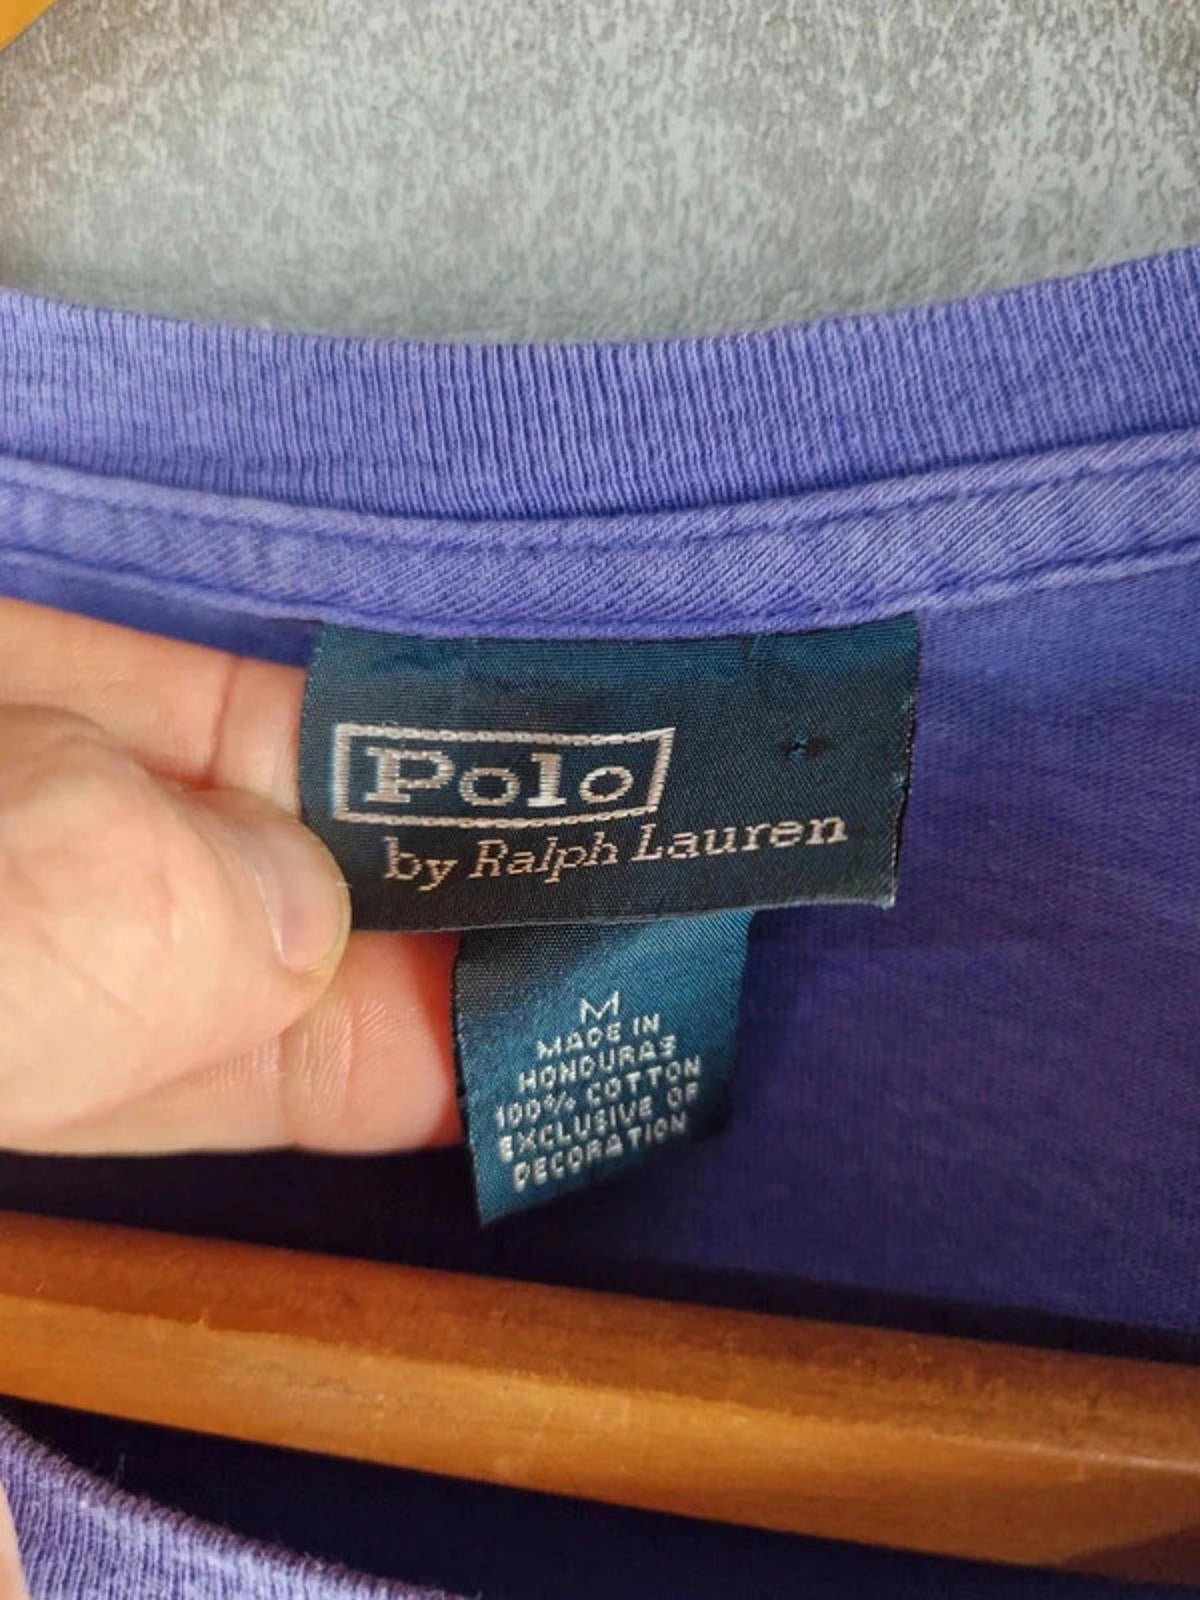 Polo
by Ralph Lauren
M
MADE IN
HONDURAS
100% COTTON
EXCLUSIVE OF
DECORATION